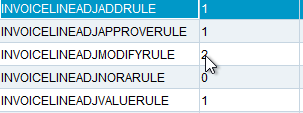 INVOICELINEADJADDRULE 1
INVOICELINEADJAPPROVERULE 1
INVOICELINEADJMODIFYRULE 2
INVOICELINEADJNORARULE 0
INVOICELINEADJVALUERULE 1